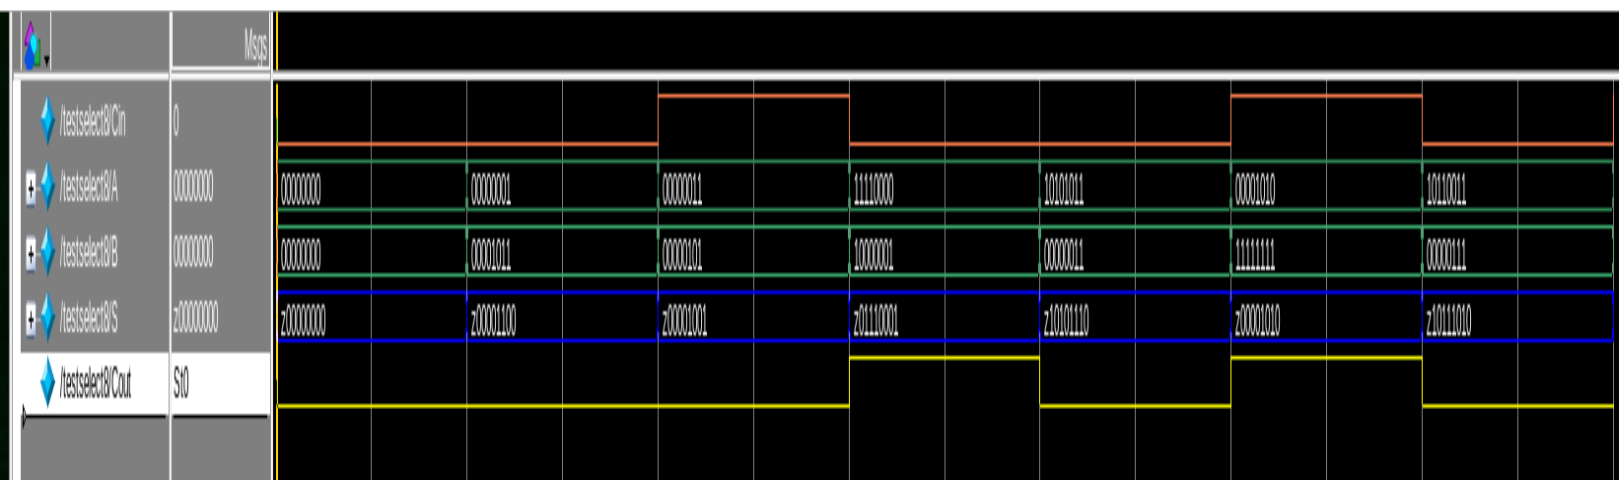 Msgs
/testselect8/Cin 0
/testselect8/A 00000000 00000000 00000001 00000011 11110000 10101011 00001010 10110011
/testselect8/B 00000000 00000000 00001011 00000101 10000001 00000011 11111111 00000111
/testselect8/S z00000000 z00000000 z00001100 z00001001 z01110001 z10101110 z00001010 z10111010
/testselect8/Cout St0